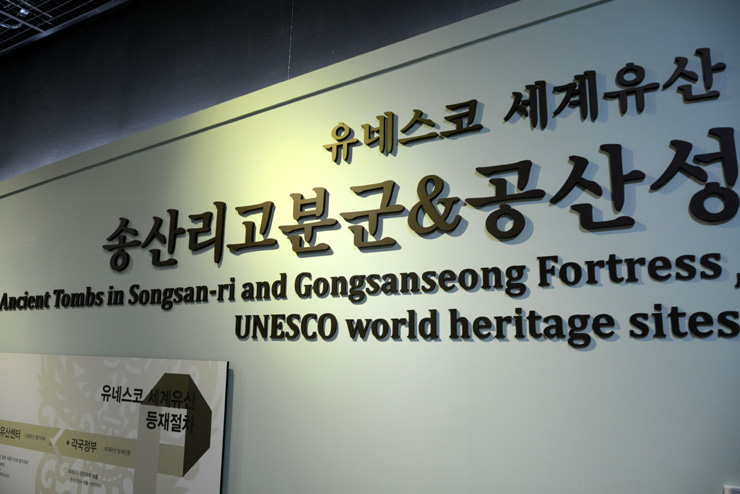 유네스코 세계유산
송산리고분군&공산성
Ancient Tombs in Songsan-ri and Gongsanseong Fortress ,
UNESCO world heritage sites
유네스코 세계유산
등재절차
유산센터
각국정부